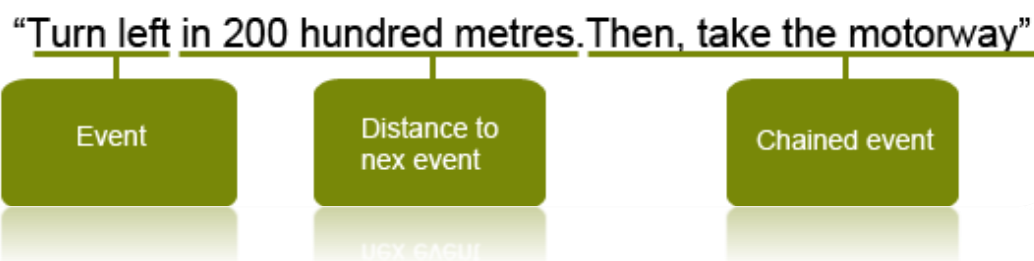 “Turn left in 200 hundred metres.Then, take the motorway”
Event
Distance to
nex event
Chained event